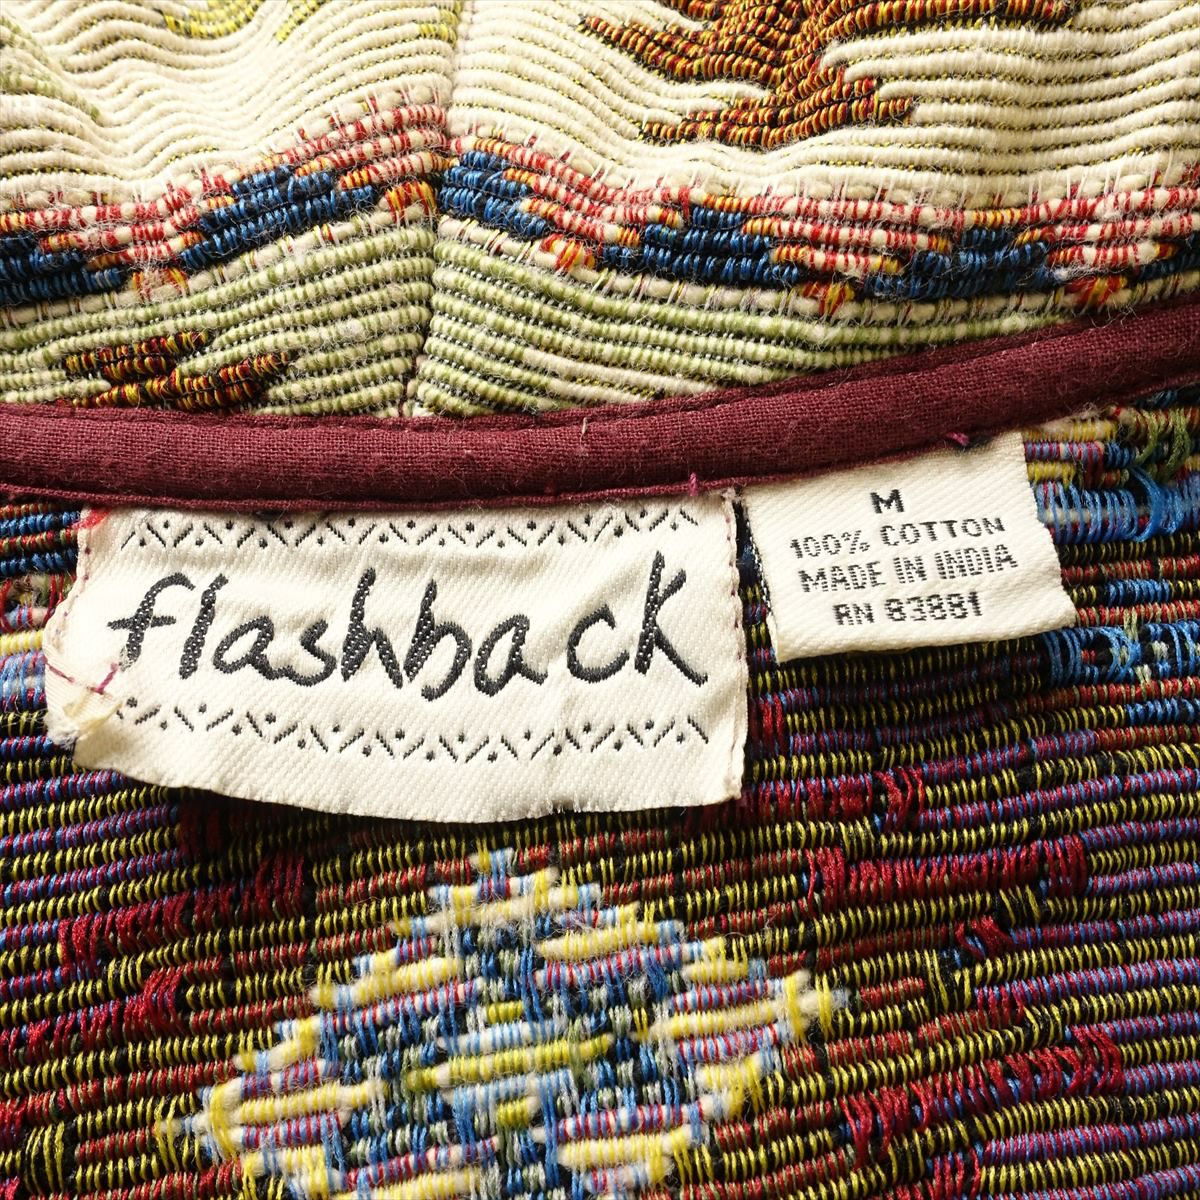 flashback
M
100% COTTON
MADE IN INDIA
RN 83881